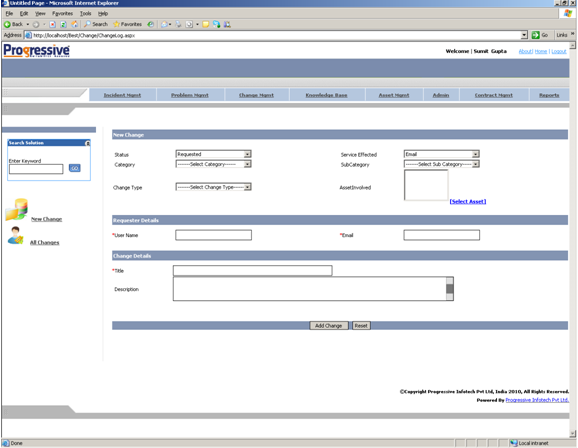 Untitled Page - Microsoft Internet Explorer
File Edit View Favorites Tools Help
Back Search Favorites
Address http://localhost/Best/Change/ChangeLog.aspx Go Links »
Progressive
Welcome : Sumit Gupta About| Home | Logout
Incident Mgmt Problem Mgmt Change Mgmt Knowledge Base Asset Mgmt Admin Contract Mgmt Reports
Search Solution
Enter Keyword
GO
New Change
All Changes
New Change
Status Requested Service Effected Email
Category -------Select Category------- SubCategory -------Select Sub Category-------
Change Type -------Select Change Type------- AssetInvolved
[Select Asset]
Requester Details
*User Name *Email
Change Details
*Title
Description
Add Change Reset
©Copyright Progressive Infotech Pvt Ltd, India 2010, All Rights Reserved.
Powered By Progressive Infotech Pvt Ltd.
Done Local intranet